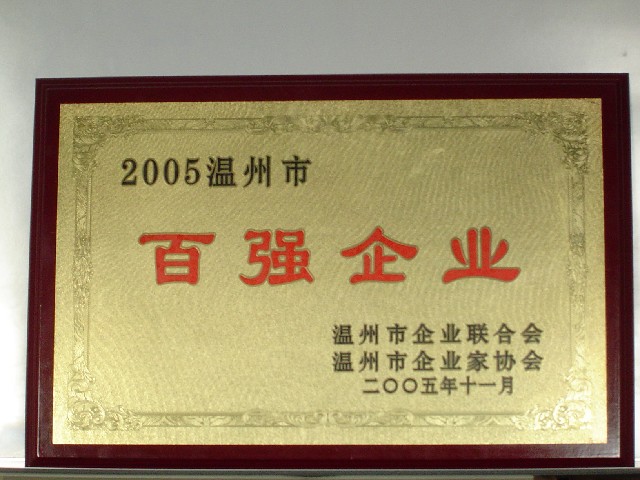 2005温州市
百强企业
温州市企业联合会
温州市企业家协会
二〇〇五年十一月